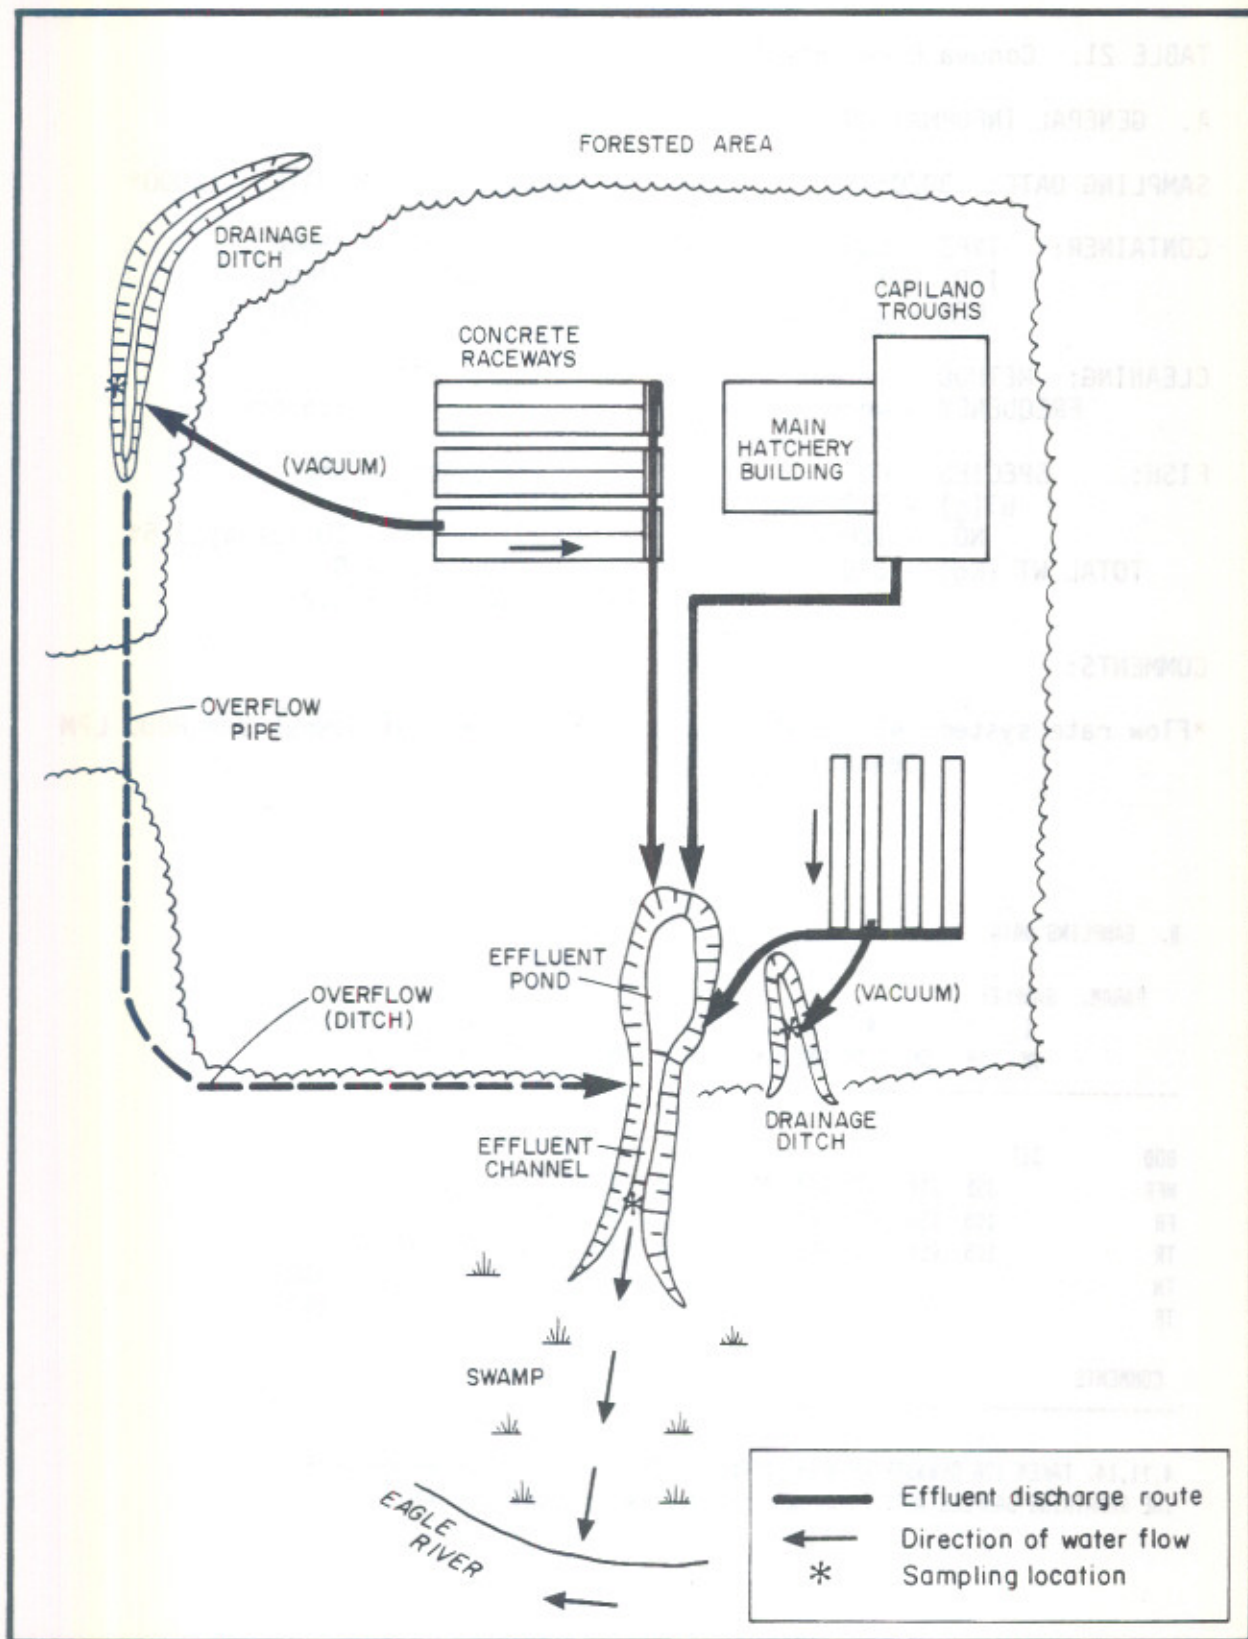 FORESTED AREA
DRAINAGE
DITCH
CAPILANO
TROUGHS
CONCRETE
RACEWAYS
MAIN
HATCHERY
BUILDING
(VACUUM)
OVERFLOW
PIPE
EFFLUENT
POND
(VACUUM)
OVERFLOW
(DITCH)
DRAINAGE
DITCH
EFFLUENT
CHANNEL
SWAMP
EAGLE
RIVER
Effluent discharge route
Direction of water flow
Sampling location